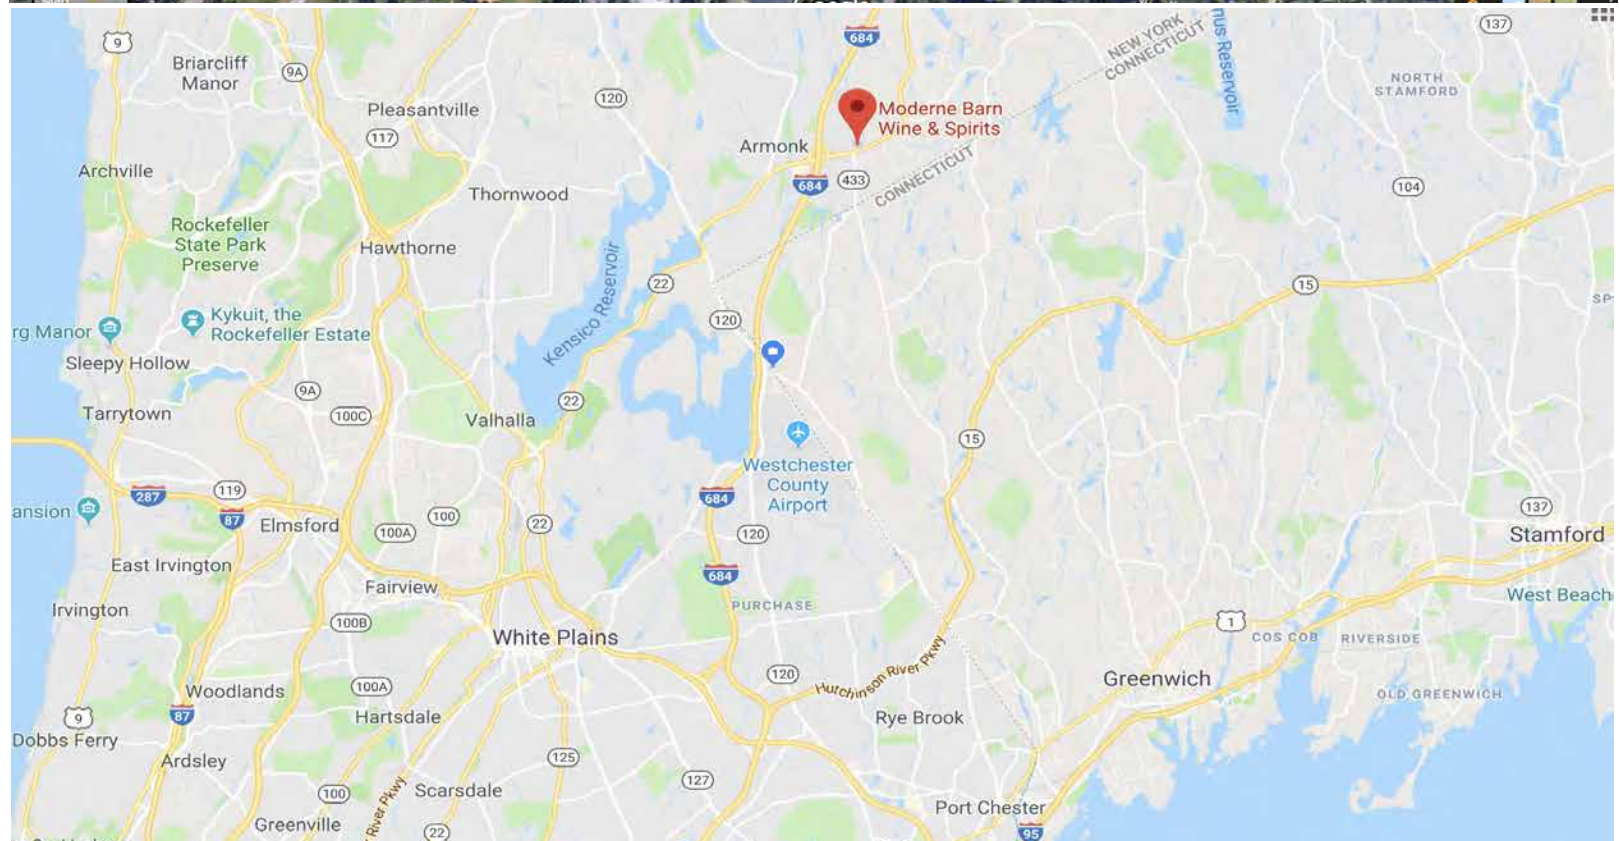 684
137
9
NEW YORK
CONNECTICUT
Briarcliff
Manor
9A
NORTH
STAMFORD
120
Pleasantville
Moderne Barn
Wine & Spirits
117
Armonk
CONNECTICUT
Archville
684
433
104
Thornwood
Rockefeller
State Park
Preserve
Hawthorne
Kensico Reservoir
22
15
Kykuit, the
Rockefeller Estate
120
rg Manor
Sleepy Hollow
9A
22
Tarrytown
100C
Valhalla
15
Westchester
County
Airport
287
119
684
137
ansion
87
100
Elmsford
100A
22
120
Stamford
East Irvington
684
Fairview
West Beach
Irvington
PURCHASE
100B
1
White Plains
COS COB
RIVERSIDE
120
Hutchinson River Pkwy
Greenwich
Woodlands
100A
OLD GREENWICH
9
87
Hartsdale
Rye Brook
Dobbs Ferry
Ardsley
125
127
100
Scarsdale
River Pkwy
Port Chester
Greenville
22
95
nus Reservoir
SP